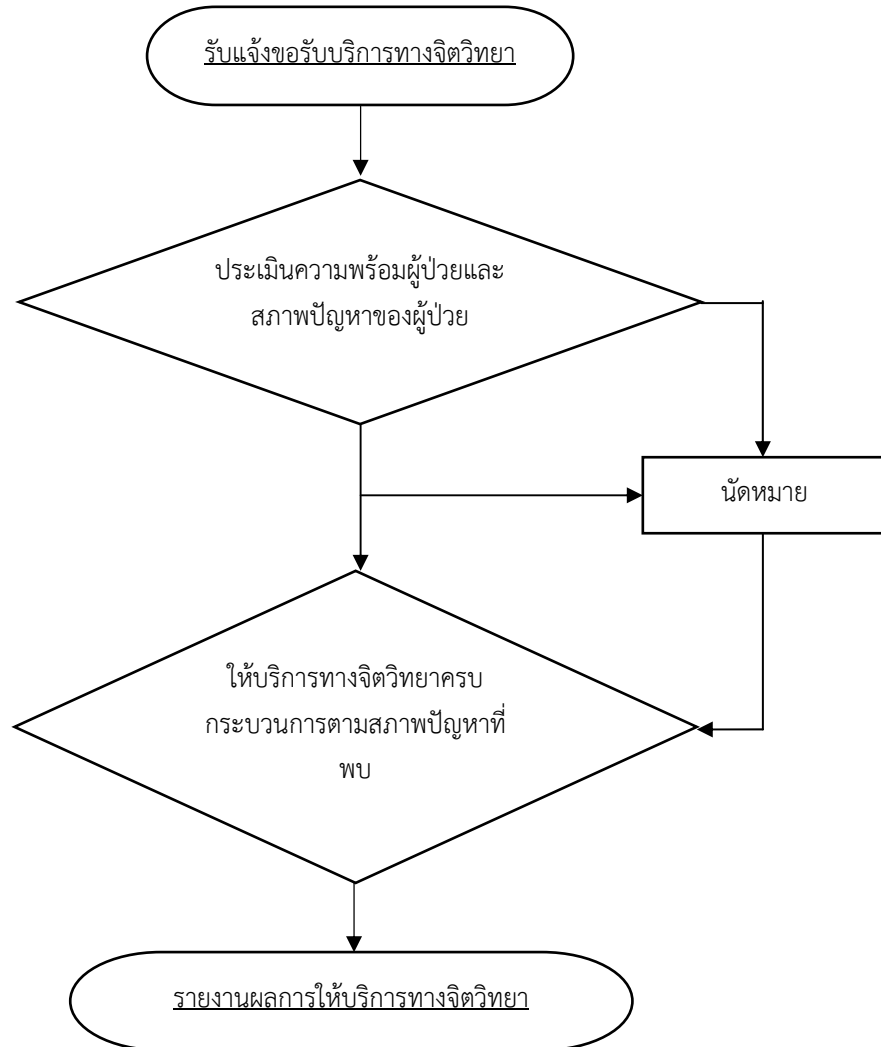 รับแจ้งขอรับบริการทางจิตวิทยา
ประเมินความพร้อมผู้ป่วยและ
สภาพปัญหาของผู้ป่วย
นัดหมาย
ให้บริการทางจิตวิทยาครบ
กระบวนการตามสภาพปัญหาที่
พบ
รายงานผลการให้บริการทางจิตวิทยา